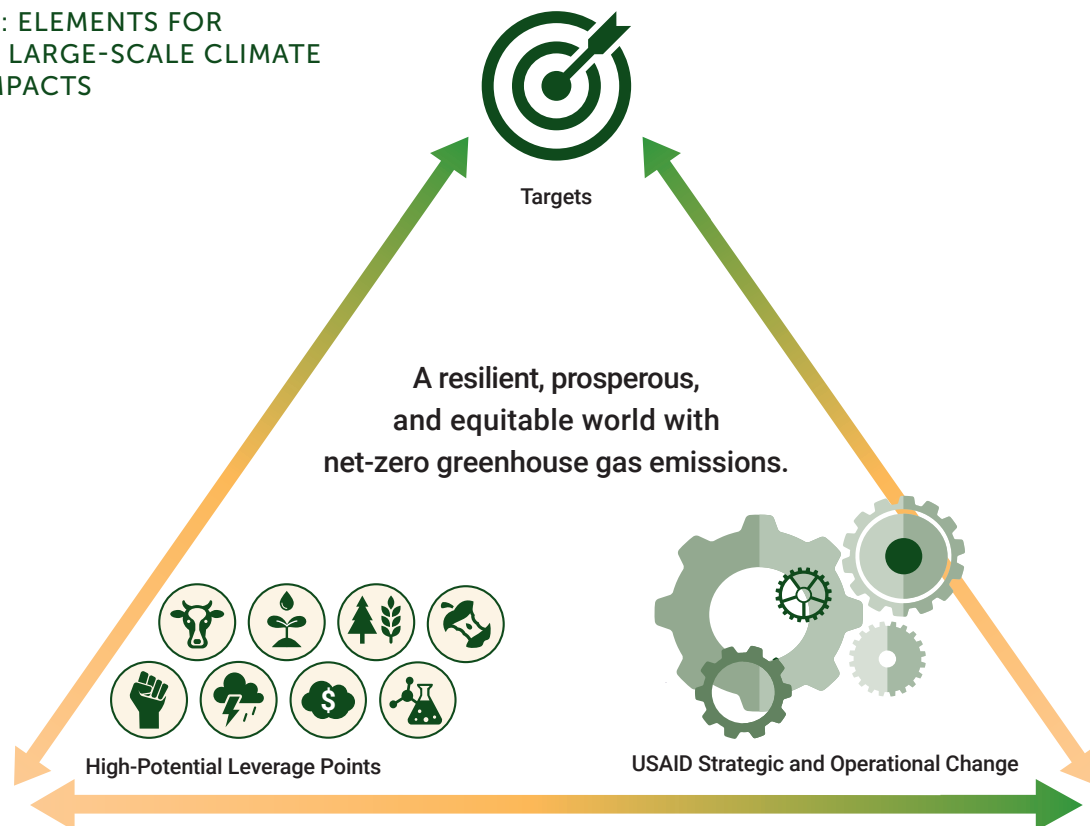 : ELEMENTS FOR
LARGE-SCALE CLIMATE
MPACTS
Targets
A resilient, prosperous,
and equitable world with
net-zero greenhouse gas emissions.
$
High-Potential Leverage Points
USAID Strategic and Operational Change